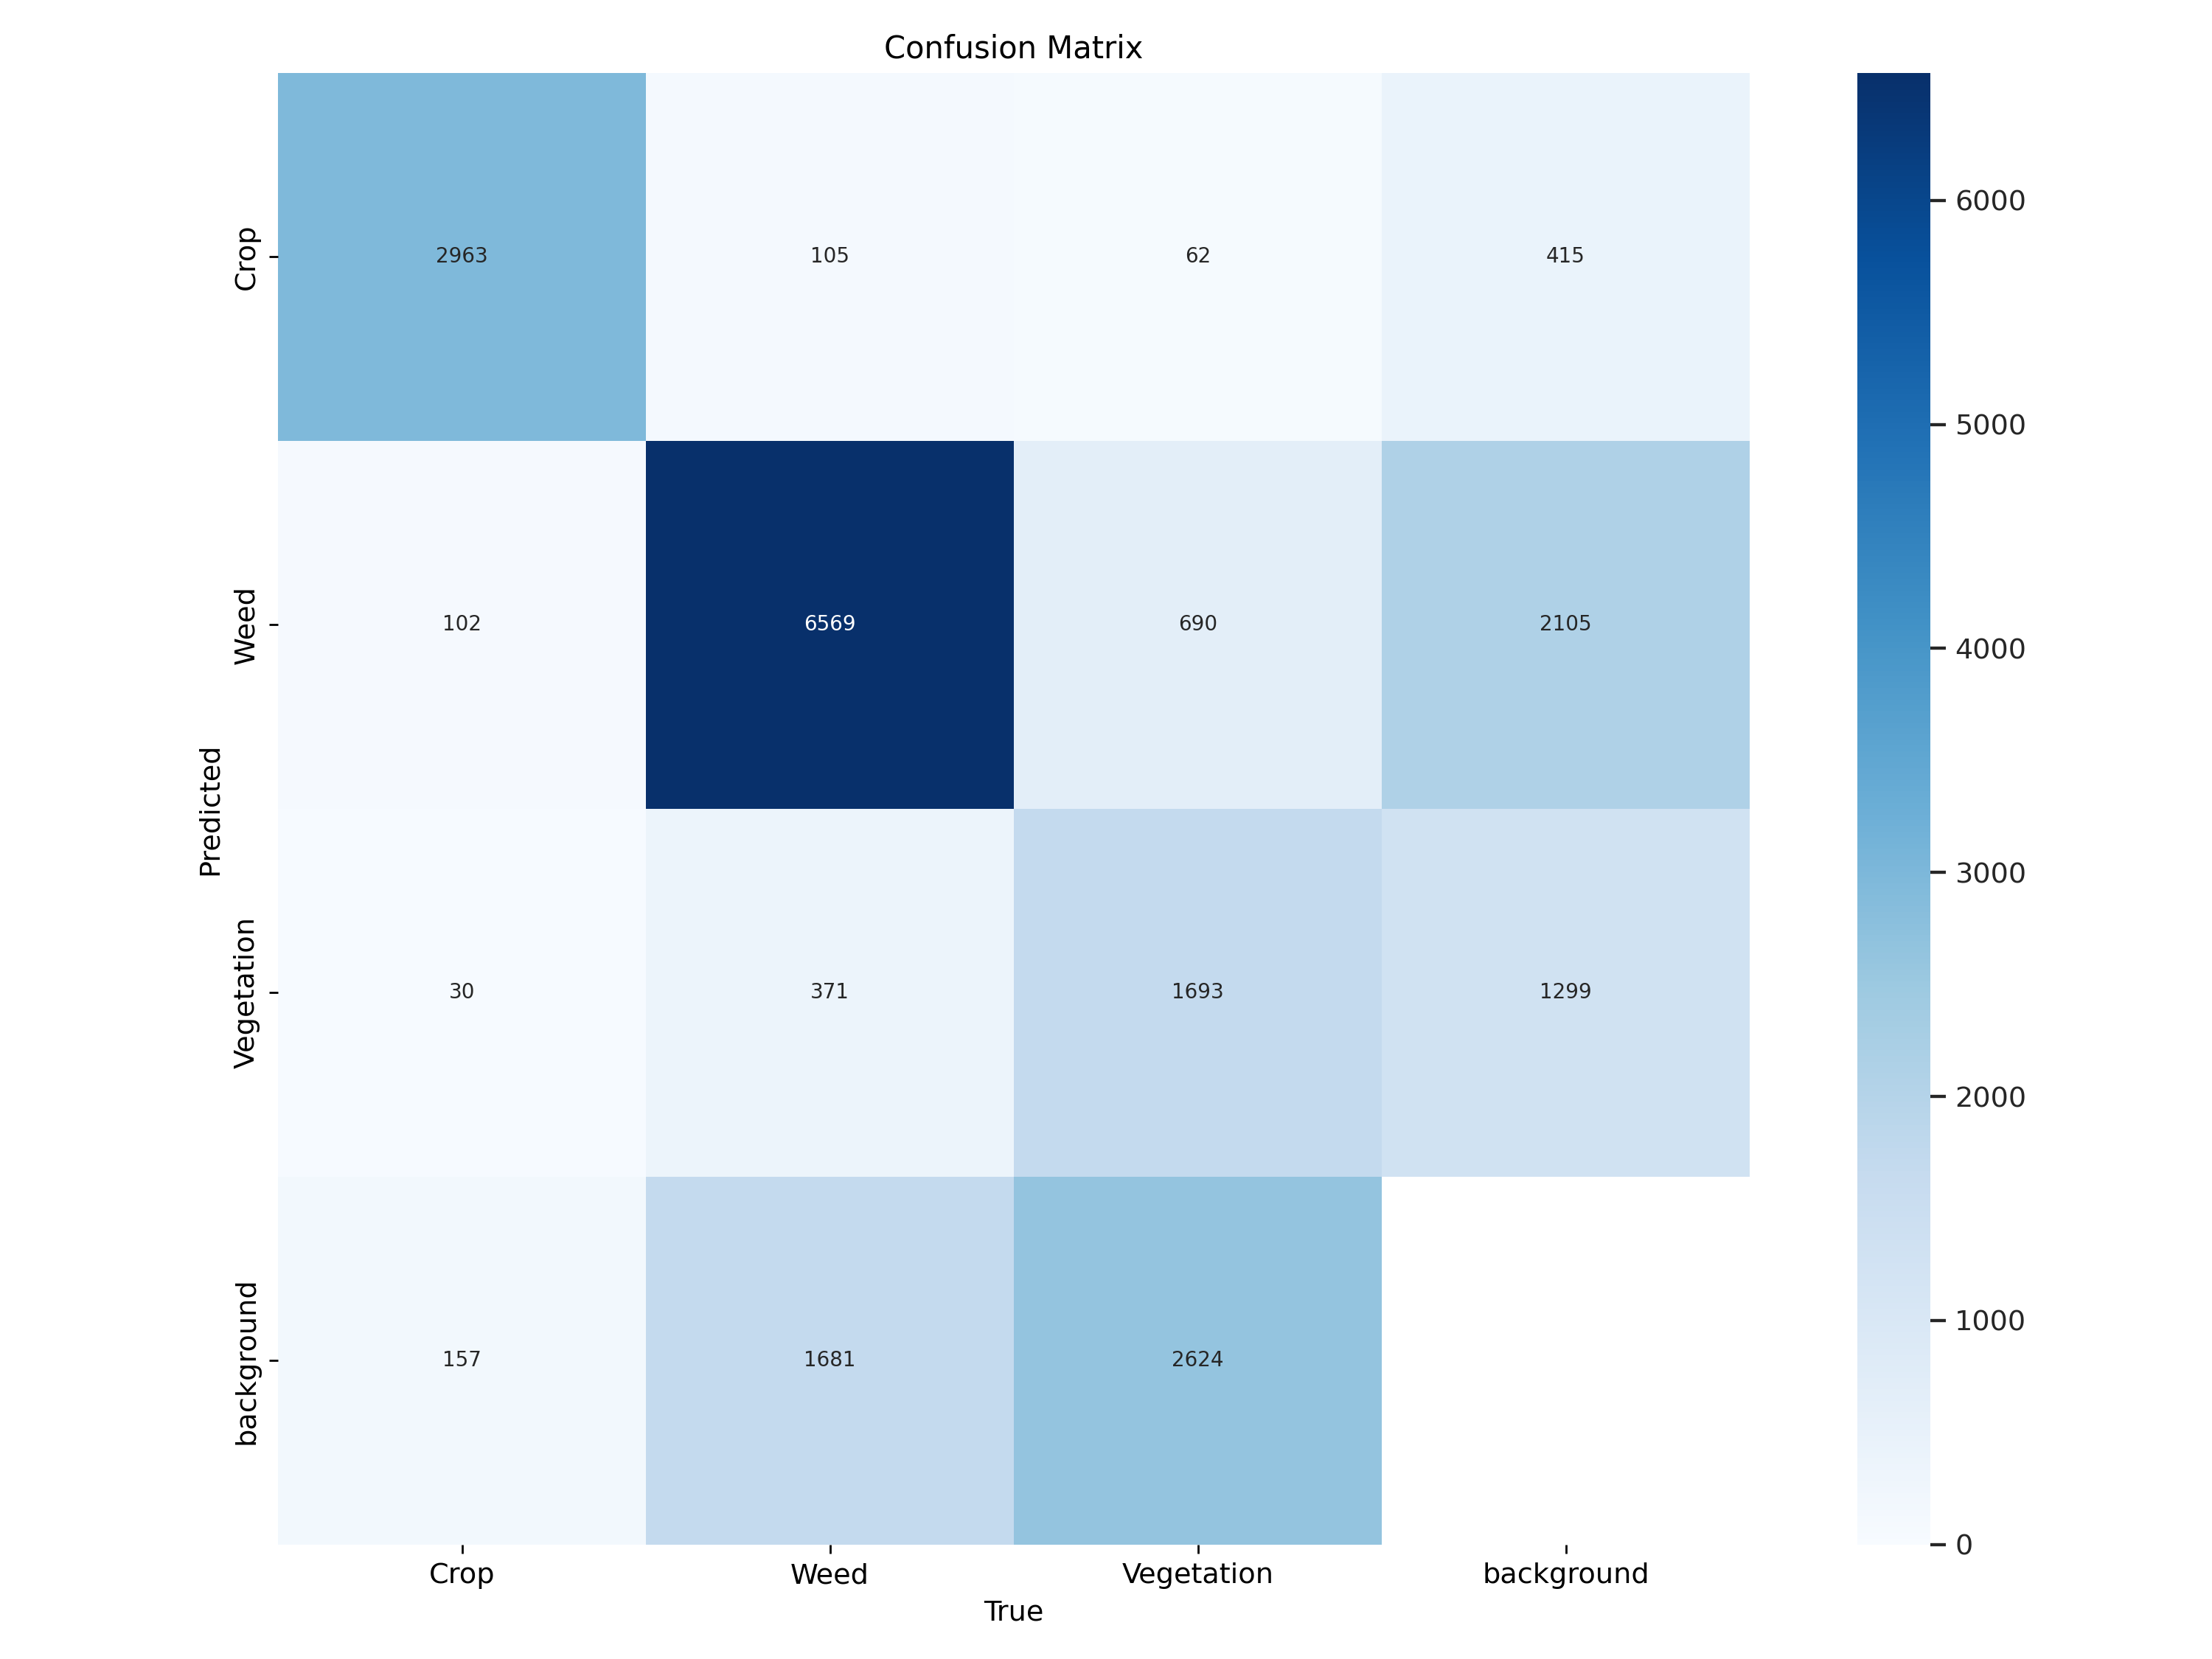 Confusion Matrix
Crop
2963
105
62
415
Weed
102
6569
690
2105
Vegetation
30
371
1693
1299
background
157
1681
2624
Crop
Weed
Vegetation
background
True
Predicted
6000
5000
4000
3000
2000
1000
0